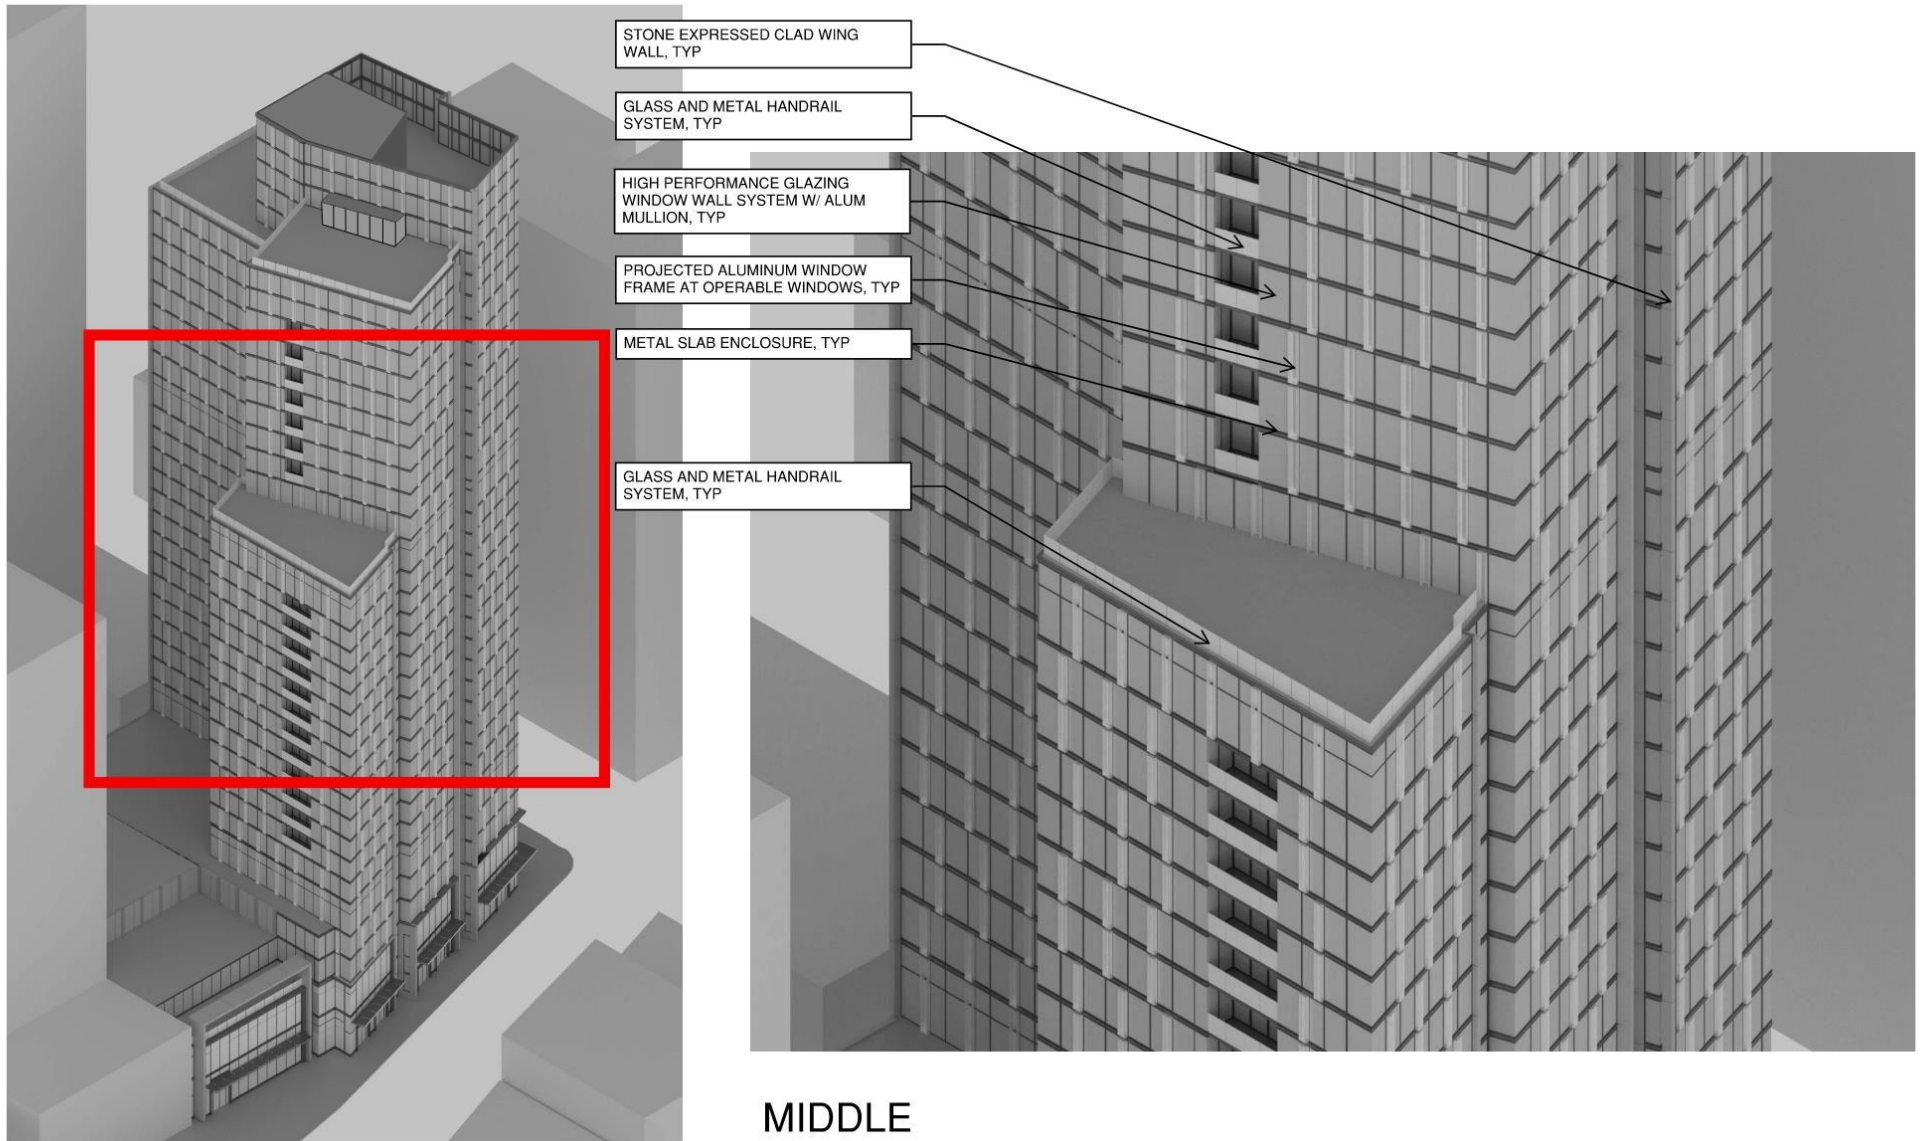 STONE EXPRESSED CLAD WING
WALL, TYP
GLASS AND METAL HANDRAIL
SYSTEM, TYP
HIGH PERFORMANCE GLAZING
WINDOW WALL SYSTEM W/ ALUM
MULLION, TYP
PROJECTED ALUMINUM WINDOW
FRAME AT OPERABLE WINDOWS, TYP
METAL SLAB ENCLOSURE, TYP
GLASS AND METAL HANDRAIL
SYSTEM, TYP
MIDDLE